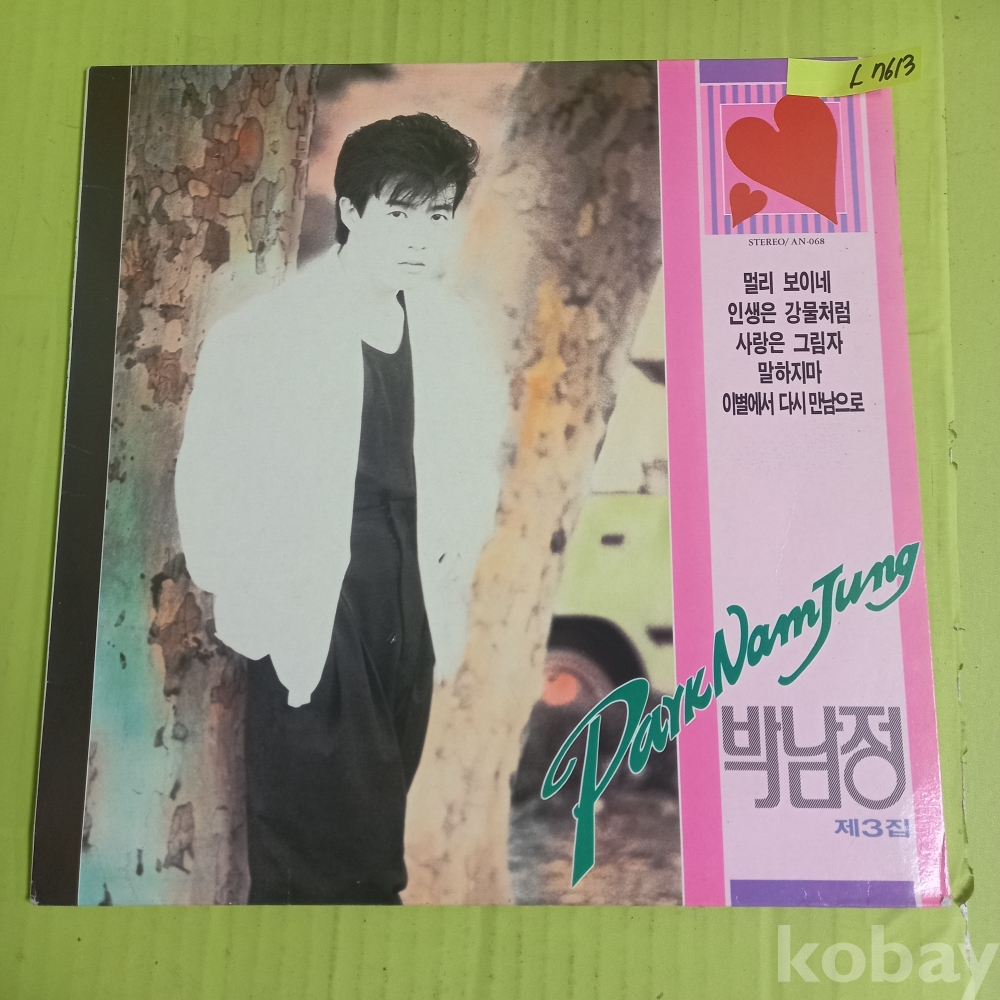 L 7613
STEREO/ AN-068
멀리 보이네
인생은 강물처럼
사랑은 그림자
말하지마
이별에서 다시 만남으로
Park Nam Jung
박남정
제3집
kobay